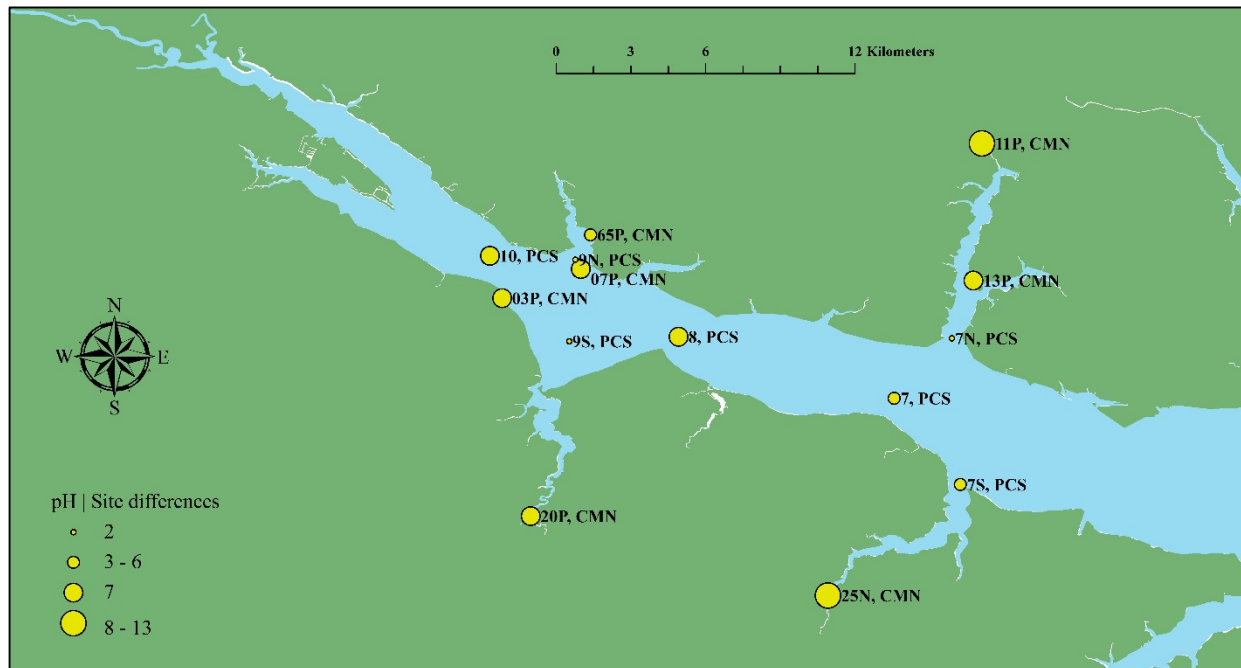 0 3 6 12 Kilometers
11P, CMN
65P, CMN
10, PCS
9N, PCS
07P, CMN
13P, CMN
03P, CMN
9S, PCS
8, PCS
7N, PCS
N
W E
S
7, PCS
7S, PCS
pH | Site differences
2
3 - 6
7
8 - 13
20P, CMN
25N, CMN